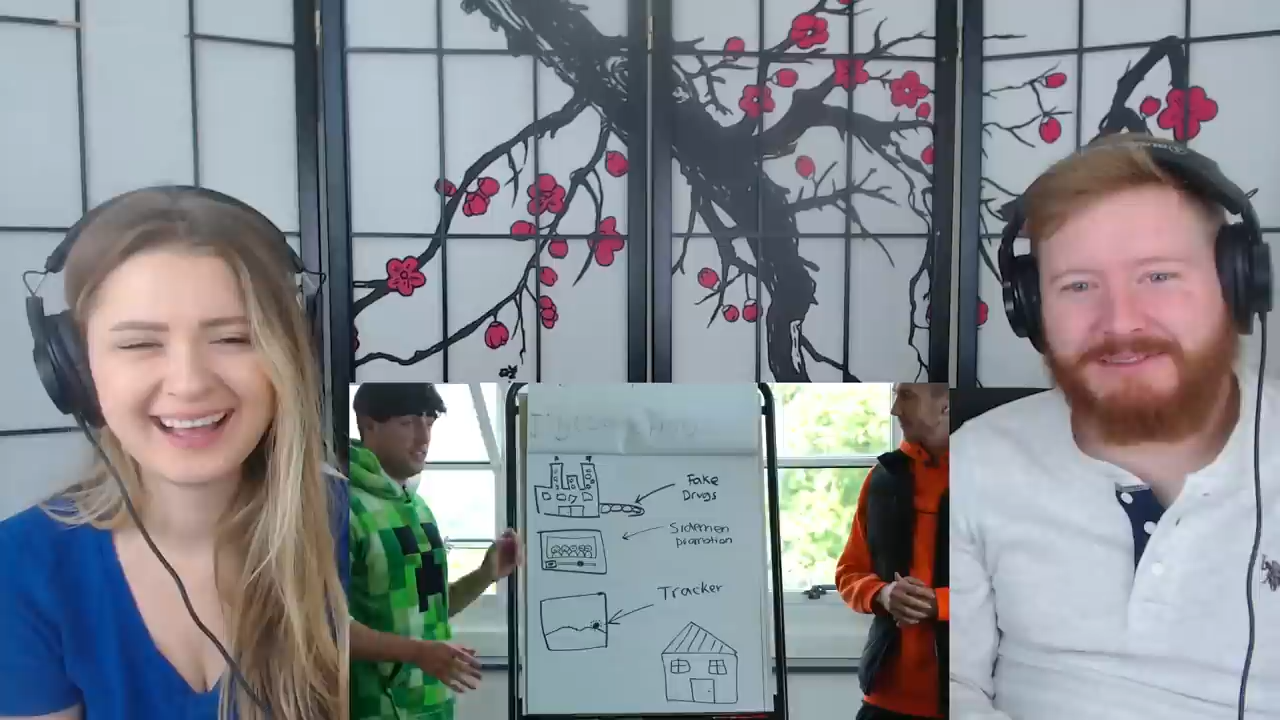 Fake
Drugs
Sidemen
promotion
Tracker